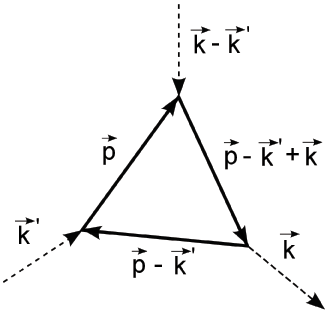 k⃗ - k⃗'
p⃗
p⃗ - k⃗' + k⃗
k⃗'
p⃗ - k⃗'
k⃗